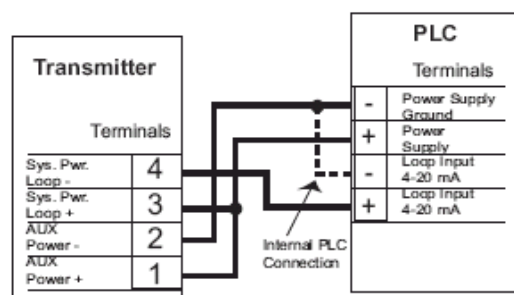 PLC
Transmitter
Terminals
Terminals
- Power Supply
Ground
+ Power
Supply
- Loop Input
4-20 mA
+ Loop Input
4-20 mA
Sys. Pwr.
Loop - 4
Sys. Pwr.
Loop + 3
AUX
Power - 2
AUX
Power + 1
Internal PLC
Connection